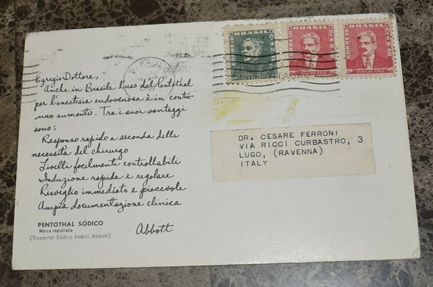 Egregio Dottore,
Anche in Brasile l'uso del Pentothal
per l'anestesia endovenosa è in conti-
nuo aumento. Tra i suoi vantaggi
sono:
Risposta rapida a seconda delle
necessità del chirurgo
Livelli facilmente controllabili
Induzione rapida e regolare
Risveglio immediato e piacevole
Ampia documentazione clinica
Abbott
PENTOTHAL SÓDICO
Marca registrada
(Tiopental Sódico Estéril, Abbott)
BRASIL
BRASIL
BRASIL
DR. CESARE FERRONI
VIA RICCI CURBASTRO, 3
LUGO, (RAVENNA)
ITALY